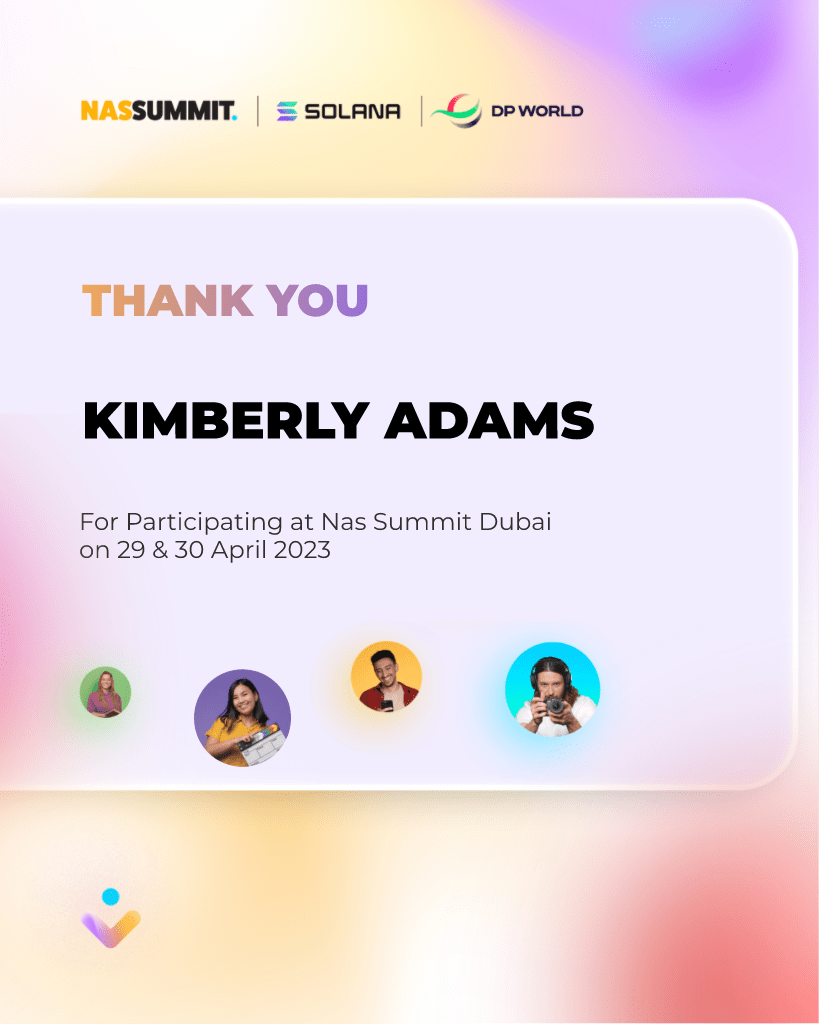 NASSUMMIT. SOLANA DP WORLD
THANK YOU
KIMBERLY ADAMS
For Participating at Nas Summit Dubai
on 29 & 30 April 2023